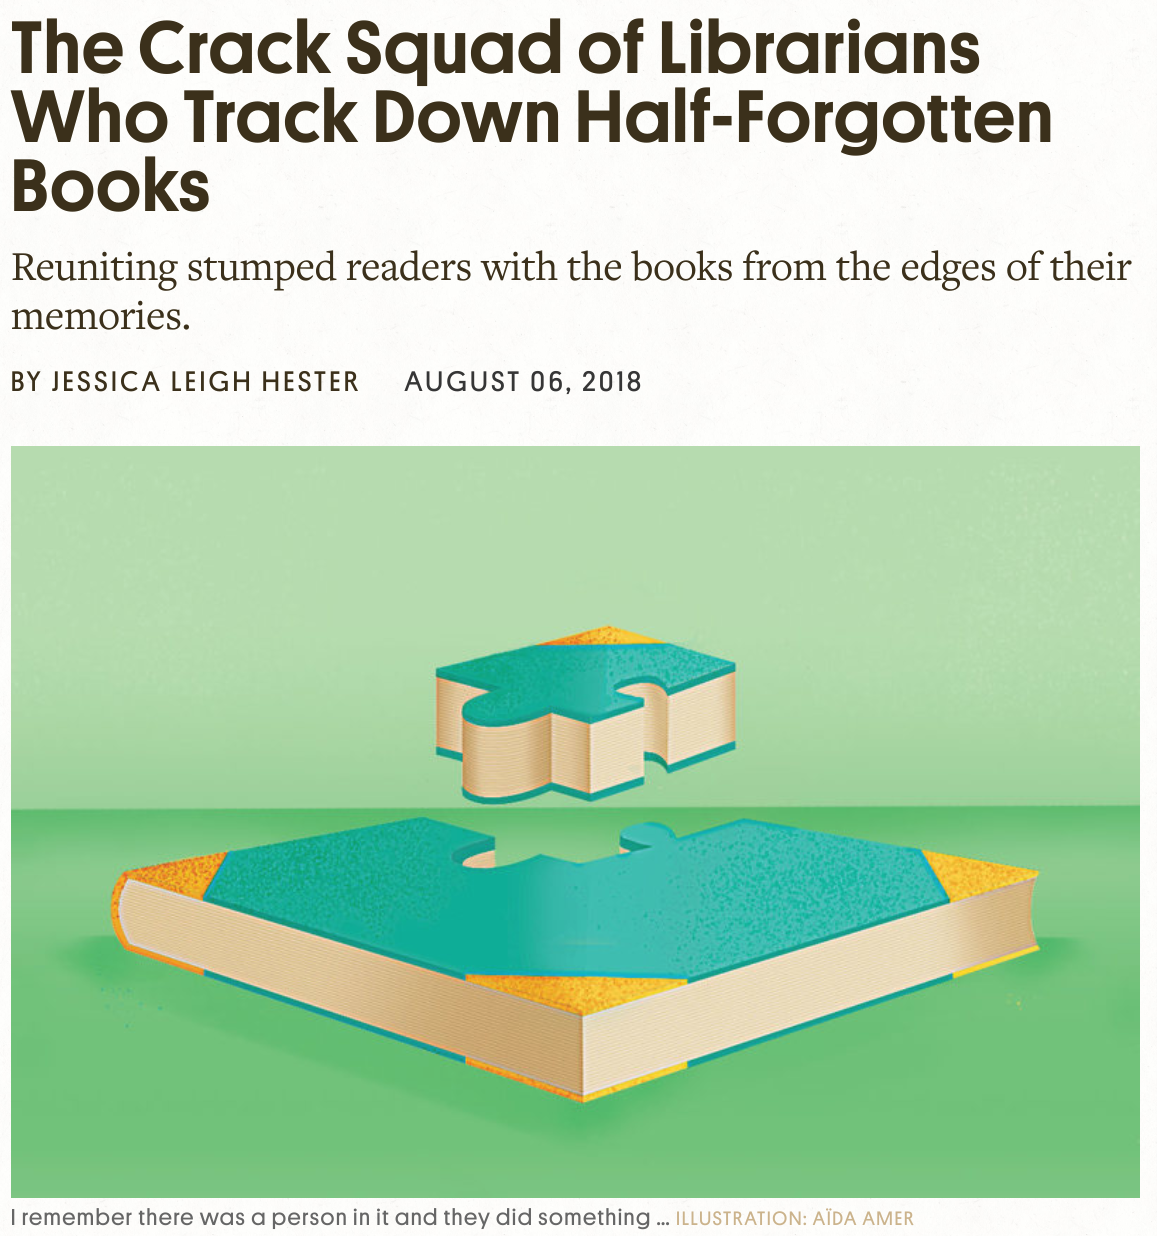 The Crack Squad of Librarians
Who Track Down Half-Forgotten
Books
Reuniting stumped readers with the books from the edges of their
memories.
BY JESSICA LEIGH HESTER AUGUST 06, 2018
I remember there was a person in it and they did something ... ILLUSTRATION: AÏDA AMER